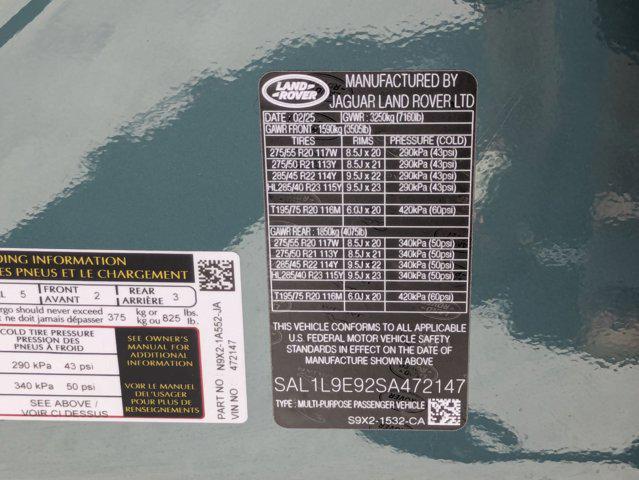 LAND
ROVER
MANUFACTURED BY
JAGUAR LAND ROVER LTD
DATE : 02/25 GVWR : 3250kg (7160lb)
GAWR FRONT : 1590kg (3505lb)
TIRES RIMS PRESSURE (COLD)
275/55 R20 117W 8.5J x 20 290kPa (43psi)
275/50 R21 113Y 8.5J x 21 290kPa (43psi)
285/45 R22 114Y 9.5J x 22 290kPa (43psi)
HL285/40 R23 115Y 9.5J x 23 290kPa (43psi)
T195/75 R20 116M 6.0J x 20 420kPa (60psi)
GAWR REAR : 1850kg (4075lb)
275/55 R20 117W 8.5J x 20 340kPa (50psi)
275/50 R21 113Y 8.5J x 21 340kPa (50psi)
285/45 R22 114Y 9.5J x 22 340kPa (50psi)
HL285/40 R23 115Y 9.5J x 23 340kPa (50psi)
T195/75 R20 116M 6.0J x 20 420kPa (60psi)
THIS VEHICLE CONFORMS TO ALL APPLICABLE
U.S. FEDERAL MOTOR VEHICLE SAFETY
STANDARDS IN EFFECT ON THE DATE OF
MANUFACTURE SHOWN ABOVE
SAL1L9E92SA472147
TYPE : MULTI-PURPOSE PASSENGER VEHICLE
S9X2-1532-CA
DING INFORMATION
ES PNEUS ET LE CHARGEMENT
L 5 FRONT AVANT 2 REAR ARRIÈRE 3
rgo should never exceed 375 kg or kg ou 825 lbs. lb.
ne doit jamais dépasser
COLD TIRE PRESSURE
PRESSION DES
PNEUS À FROID
290 kPa 43 psi
340 kPa 50 psi
SEE ABOVE /
VOIR CI-DESSUS
SEE OWNER'S
MANUAL FOR
ADDITIONAL
INFORMATION
VOIR LE MANUEL
DE L'USAGER
POUR PLUS DE
RENSEIGNEMENTS
PART NO N9X2-1A552-JA
VIN NO 472147